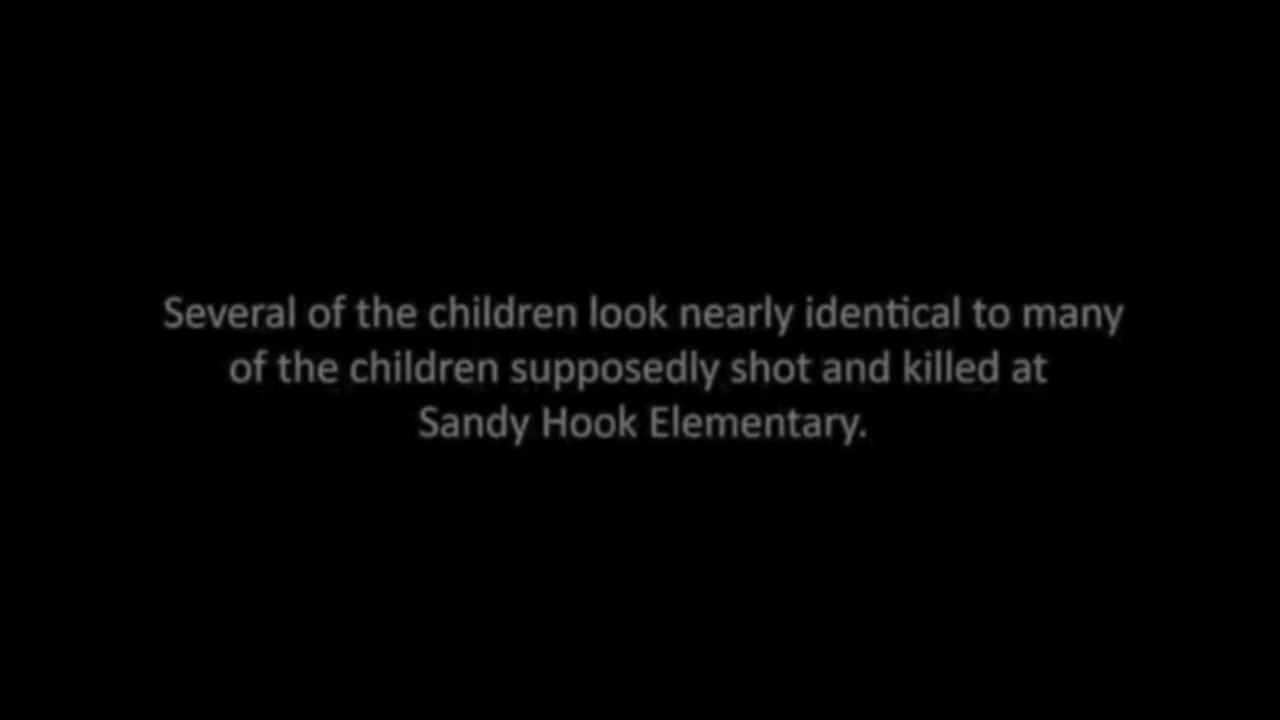 Several of the children look nearly identical to many
of the children supposedly shot and killed at
Sandy Hook Elementary.